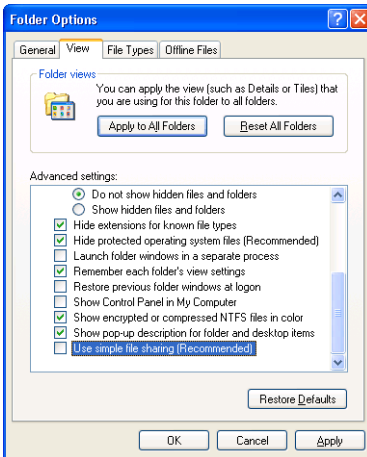 Folder Options
General View File Types Offline Files
Folder views
You can apply the view (such as Details or Tiles) that
you are using for this folder to all folders.
Apply to All Folders Reset All Folders
Advanced settings:
Do not show hidden files and folders
Show hidden files and folders
Hide extensions for known file types
Hide protected operating system files (Recommended)
Launch folder windows in a separate process
Remember each folder's view settings
Restore previous folder windows at logon
Show Control Panel in My Computer
Show encrypted or compressed NTFS files in color
Show pop-up description for folder and desktop items
Use simple file sharing (Recommended)
Restore Defaults
OK Cancel Apply